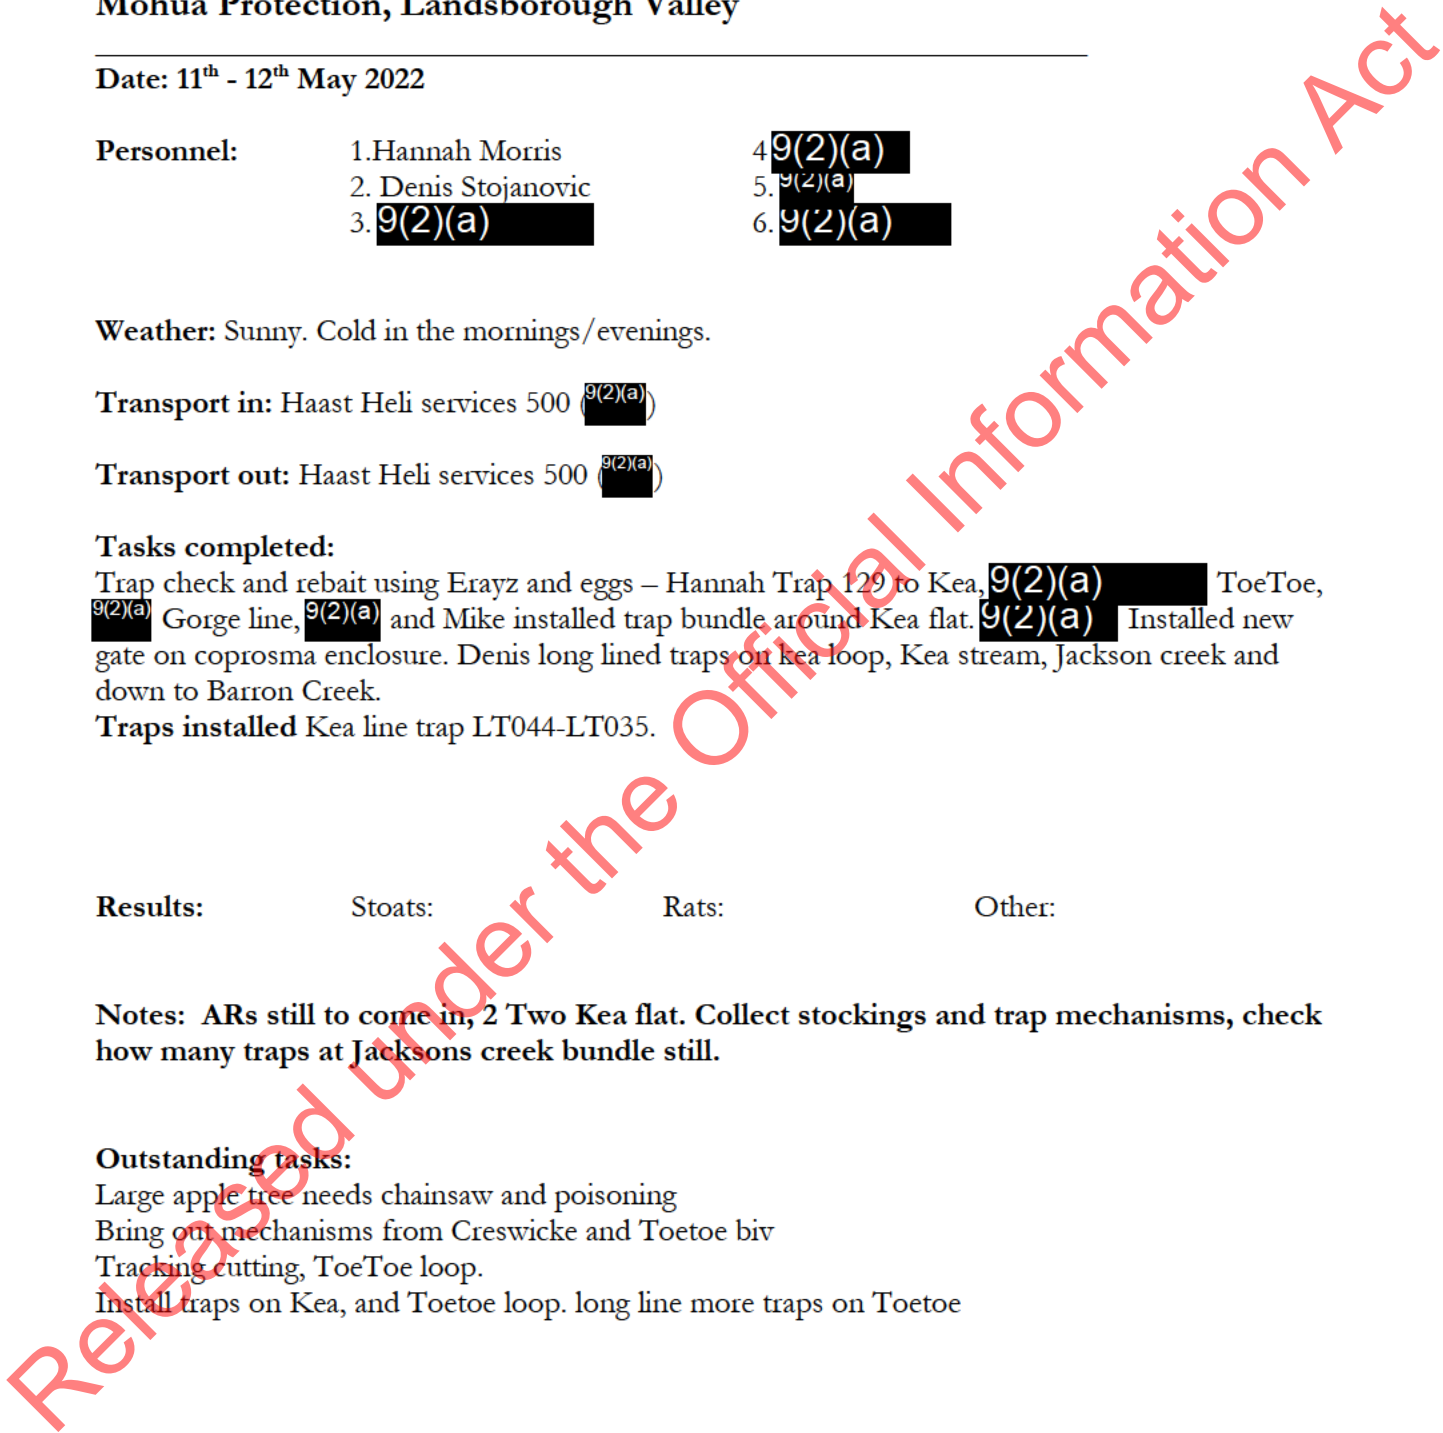 Mohua Protection, Landsborough Valley
Date: 11th - 12th May 2022
Personnel: 1.Hannah Morris 4 9(2)(a)
2. Denis Stojanovic 5. 9(2)(a)
3. 9(2)(a) 6. 9(2)(a)
Weather: Sunny. Cold in the mornings/evenings.
Transport in: Haast Heli services 500 (9(2)(a))
Transport out: Haast Heli services 500 (9(2)(a))
Tasks completed:
Trap check and rebait using Erayz and eggs – Hannah Trap 129 to Kea, 9(2)(a) ToeToe,
9(2)(a) Gorge line, 9(2)(a) and Mike installed trap bundle around Kea flat. 9(2)(a) Installed new
gate on coprosma enclosure. Denis long lined traps on kea loop, Kea stream, Jackson creek and
down to Barron Creek.
Traps installed Kea line trap LT044-LT035.
Results: Stoats: Rats: Other:
Notes: ARs still to come in, 2 Two Kea flat. Collect stockings and trap mechanisms, check
how many traps at Jacksons creek bundle still.
Outstanding tasks:
Large apple tree needs chainsaw and poisoning
Bring out mechanisms from Creswicke and Toetoe biv
Tracking cutting, ToeToe loop.
Install traps on Kea, and Toetoe loop. long line more traps on Toetoe
Released under the Official Information Act